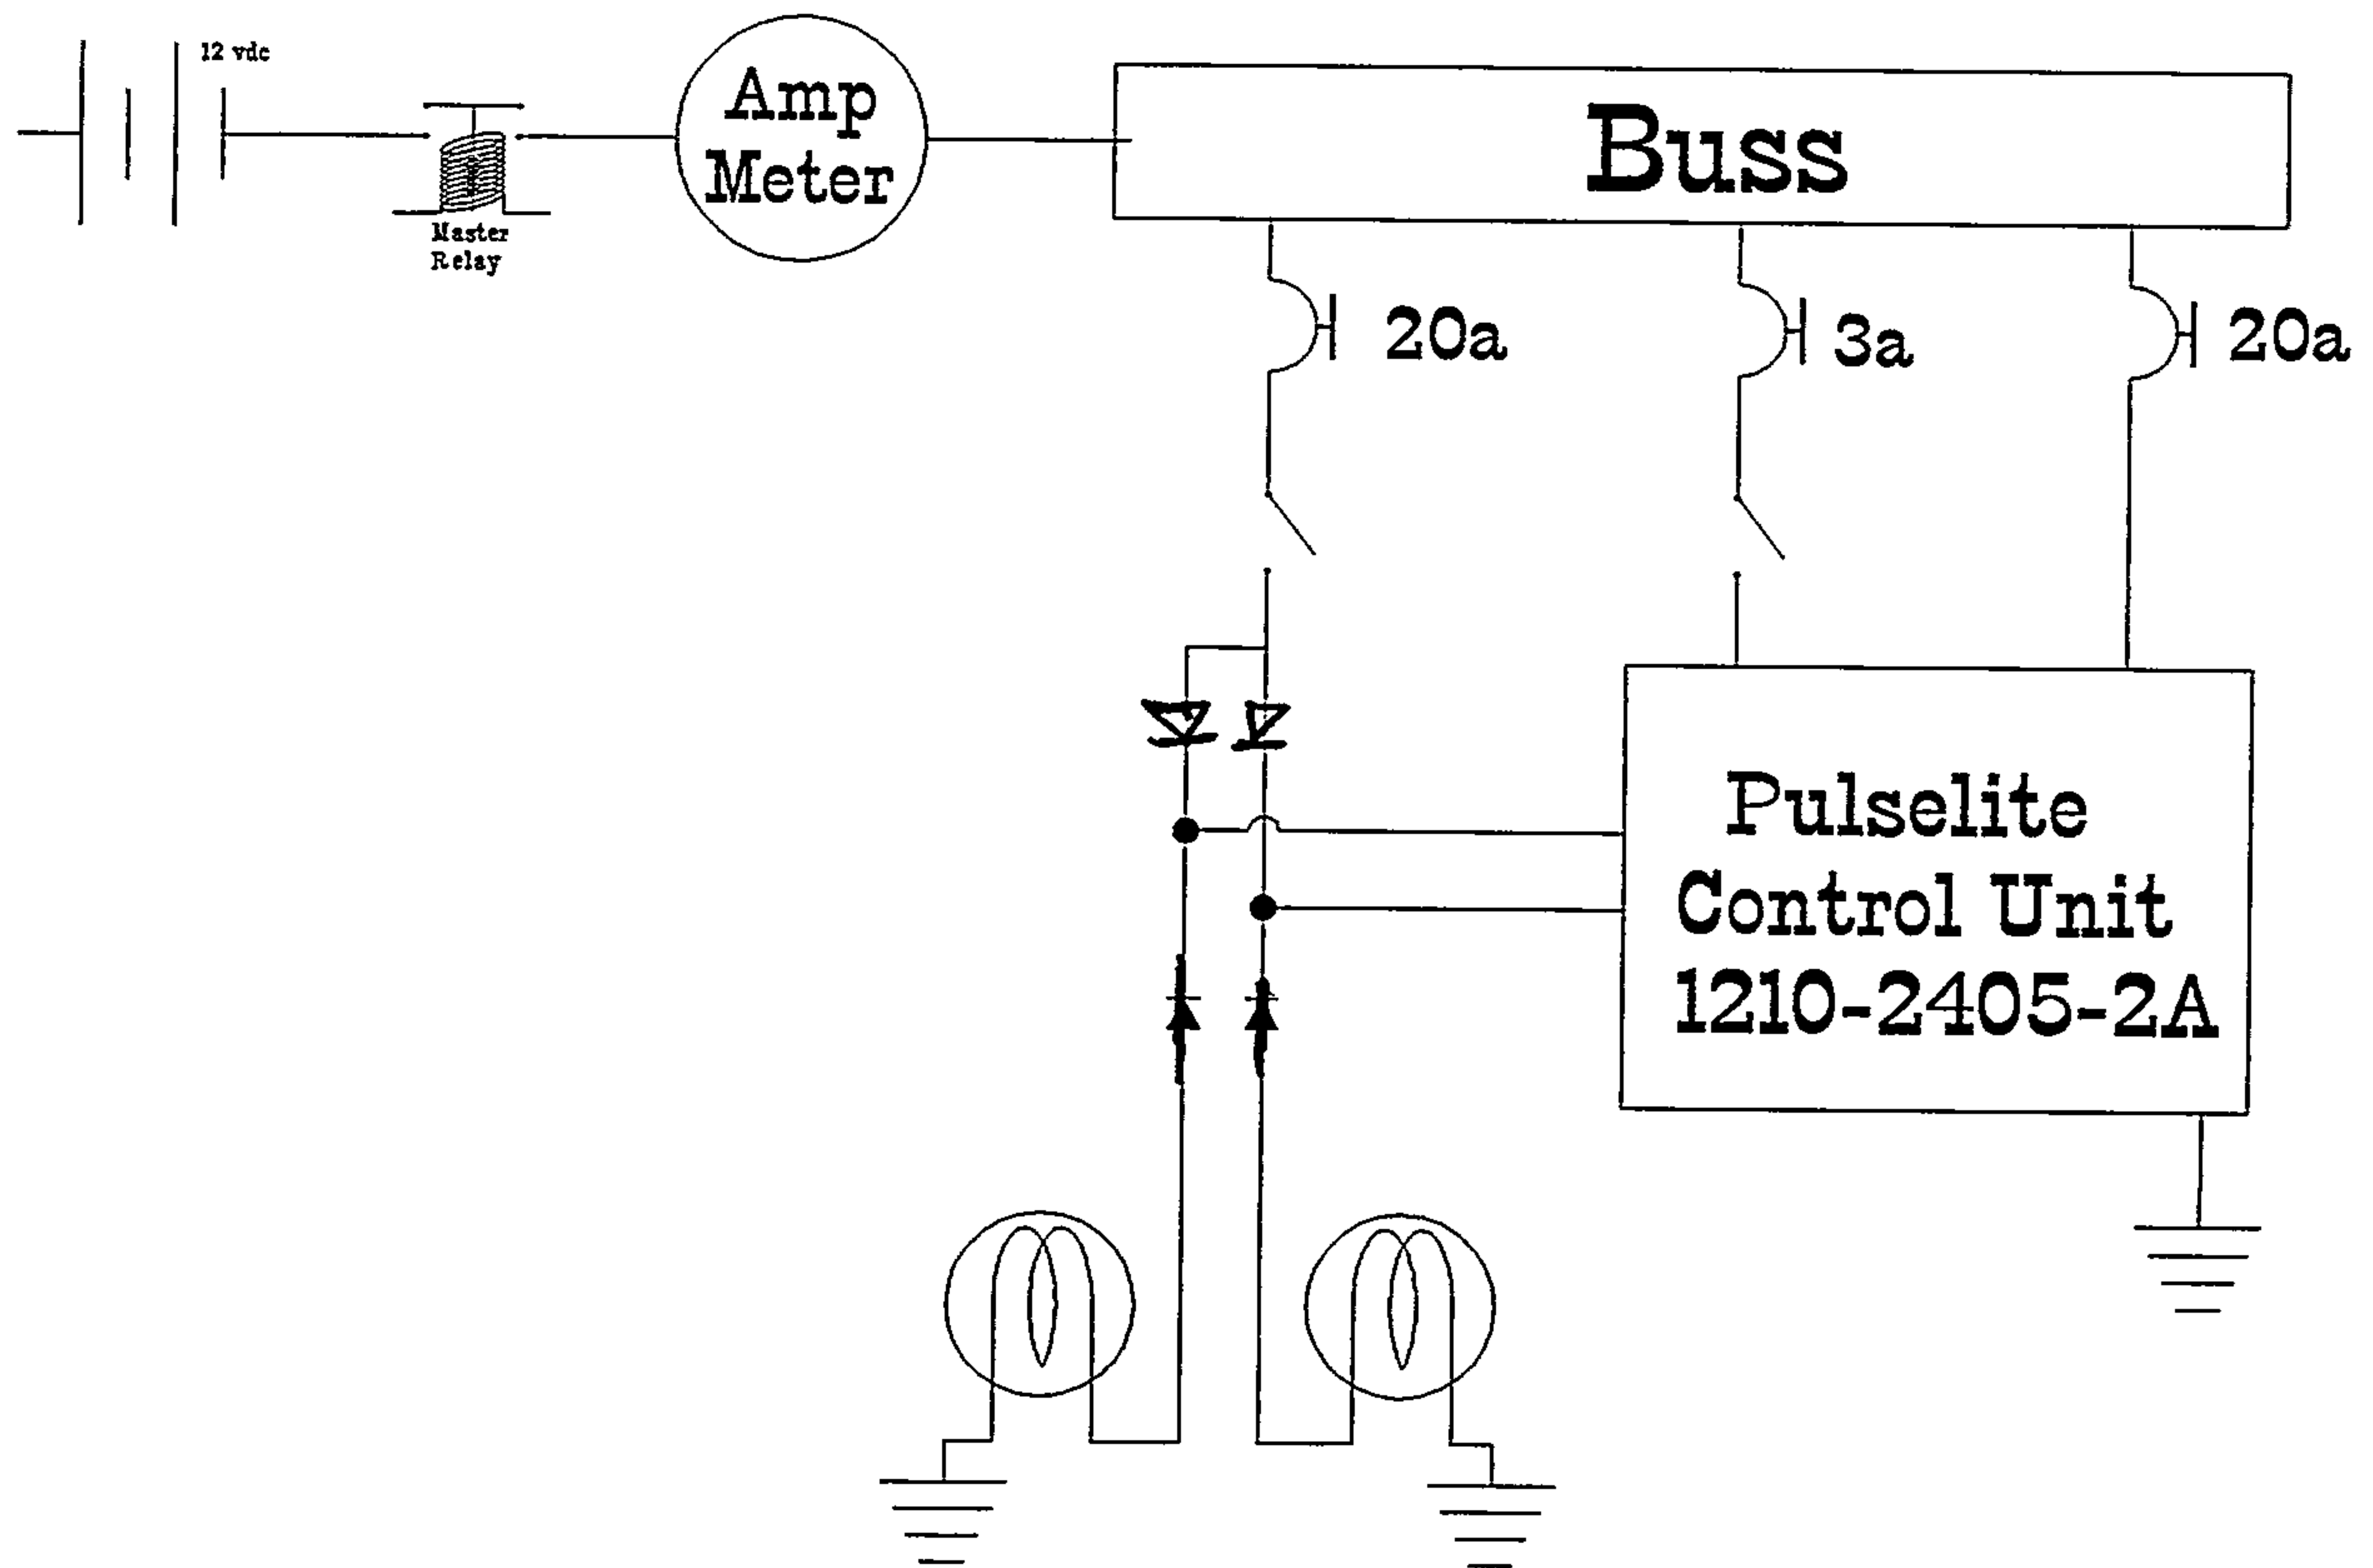 12 vdc
Master
Relay
Amp
Meter
Buss
20a
3a
20a
Pulselite
Control Unit
1210-2405-2A